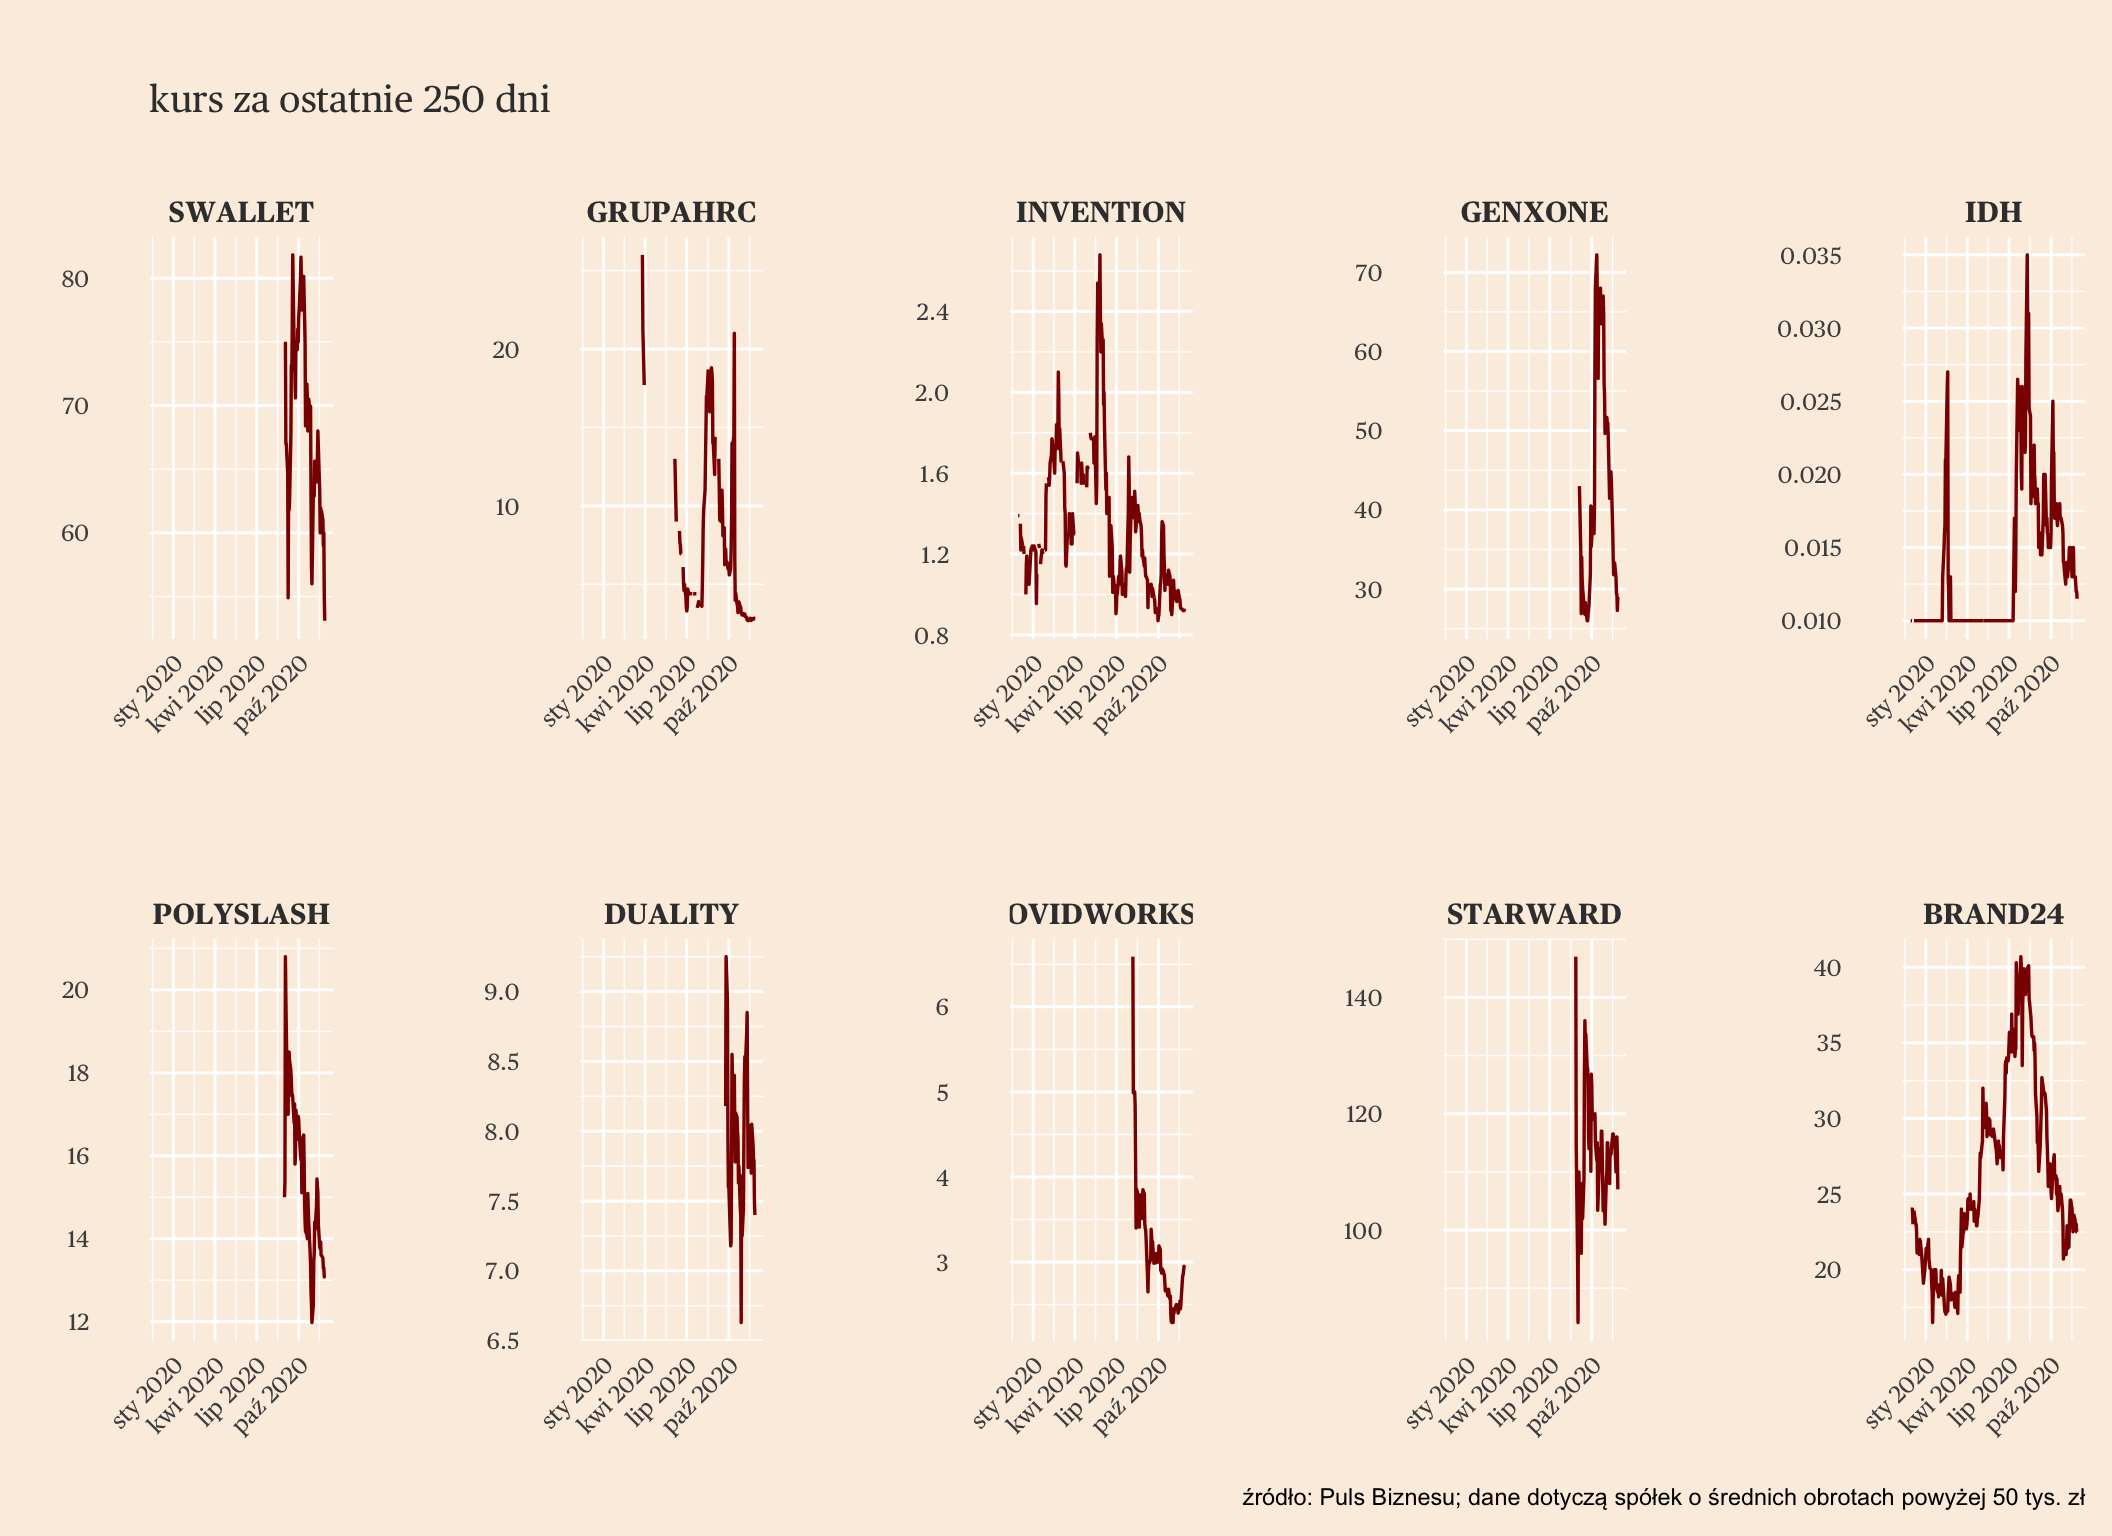 kurs za ostatnie 250 dni
SWALLET
GRUPAHRC
INVENTION
GENXONE
IDH
80
70
60
sty 2020
kwi 2020
lip 2020
paź 2020
20
10
sty 2020
kwi 2020
lip 2020
paź 2020
2.4
2.0
1.6
1.2
0.8
sty 2020
kwi 2020
lip 2020
paź 2020
70
60
50
40
30
sty 2020
kwi 2020
lip 2020
paź 2020
0.035
0.030
0.025
0.020
0.015
0.010
sty 2020
kwi 2020
lip 2020
paź 2020
POLYSLASH
DUALITY
OVIDWORKS
STARWARD
BRAND24
20
18
16
14
12
sty 2020
kwi 2020
lip 2020
paź 2020
9.0
8.5
8.0
7.5
7.0
6.5
sty 2020
kwi 2020
lip 2020
paź 2020
6
5
4
3
sty 2020
kwi 2020
lip 2020
paź 2020
140
120
100
sty 2020
kwi 2020
lip 2020
paź 2020
40
35
30
25
20
sty 2020
kwi 2020
lip 2020
paź 2020
źródło: Puls Biznesu; dane dotyczą spółek o średnich obrotach powyżej 50 tys. zł